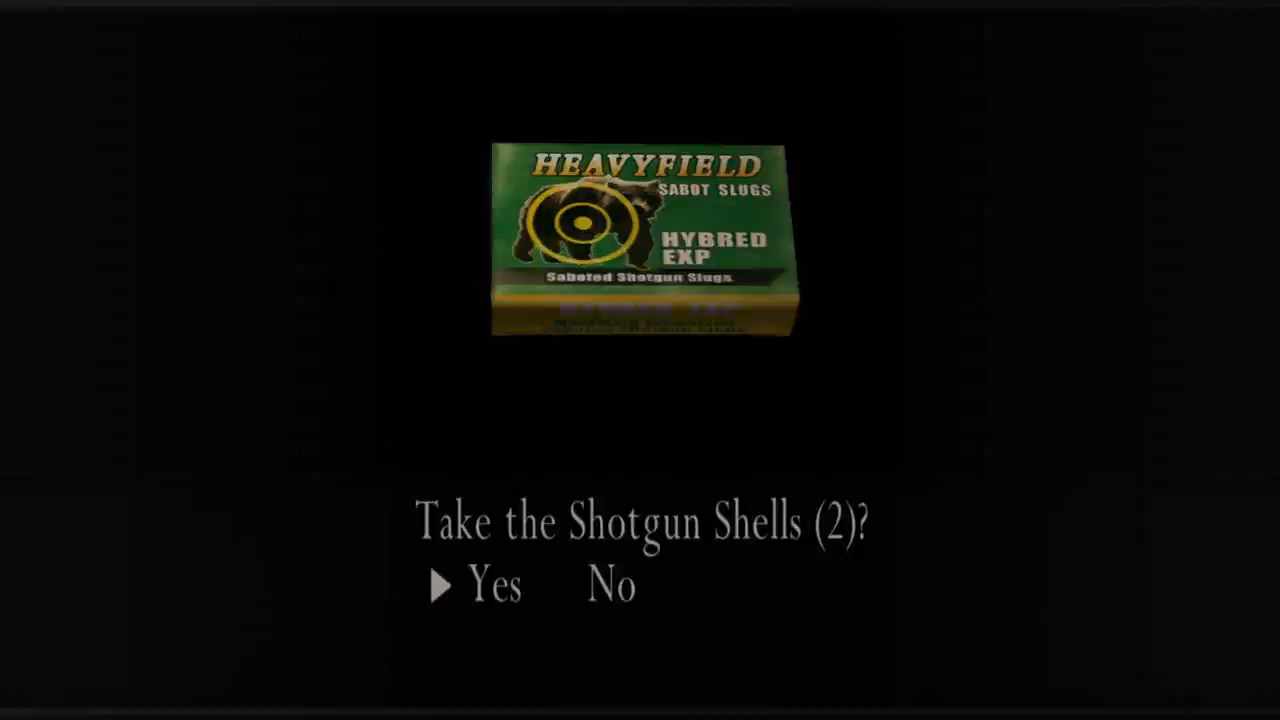 HEAVYFIELD
SABOT SLUGS
HYBRED
EXP
Saboted Shotgun Slugs
Take the Shotgun Shells (2)?
Yes No